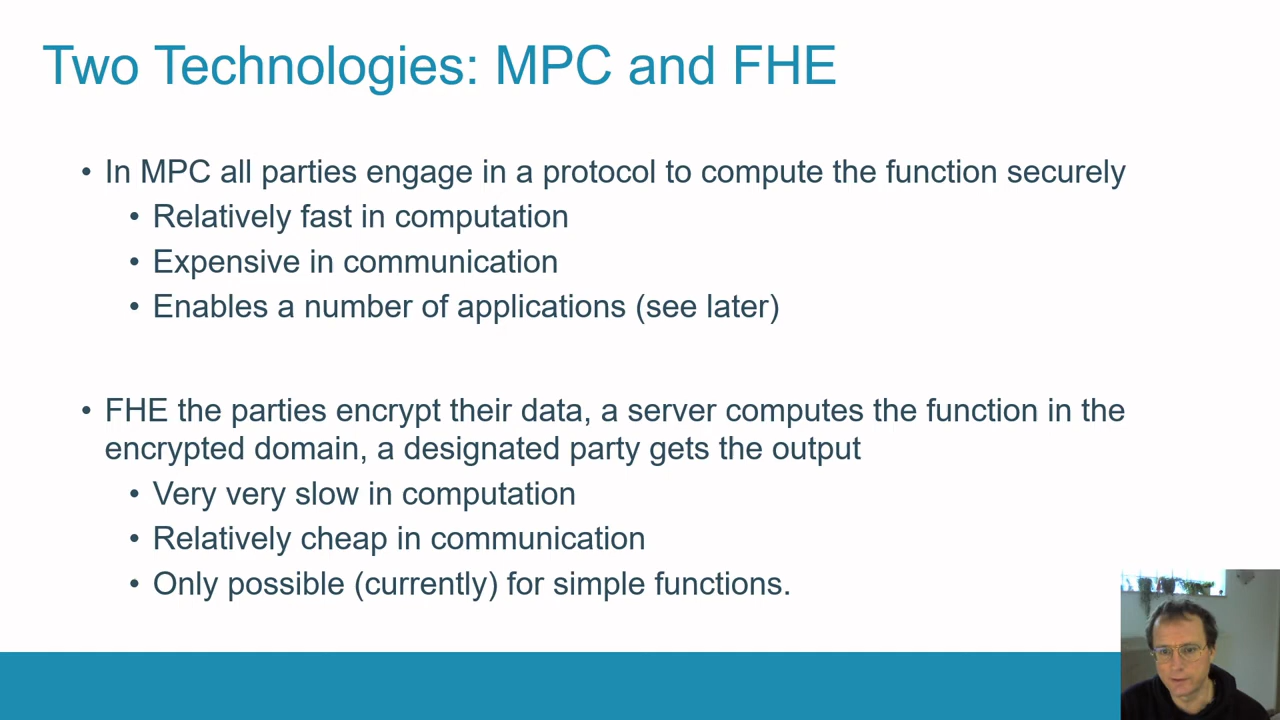 Two Technologies: MPC and FHE
• In MPC all parties engage in a protocol to compute the function securely
• Relatively fast in computation
• Expensive in communication
• Enables a number of applications (see later)
• FHE the parties encrypt their data, a server computes the function in the
encrypted domain, a designated party gets the output
• Very very slow in computation
• Relatively cheap in communication
• Only possible (currently) for simple functions.